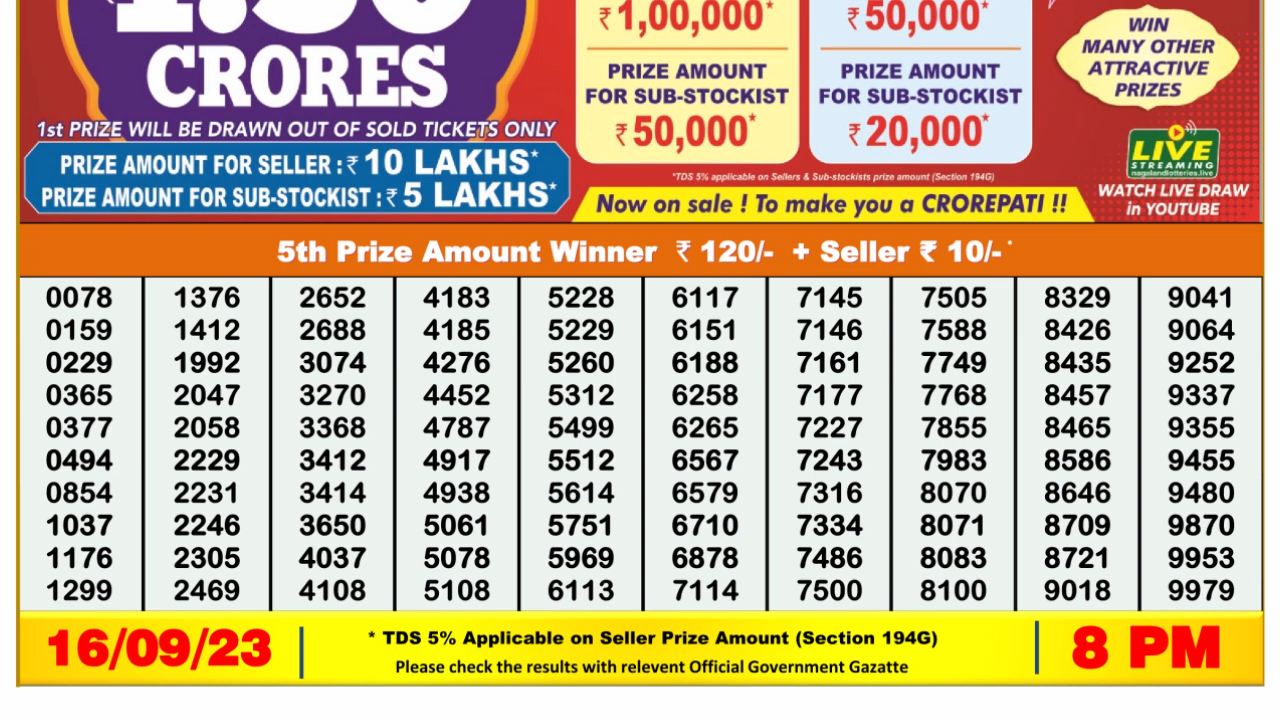 CRORES
1st PRIZE WILL BE DRAWN OUT OF SOLD TICKETS ONLY
PRIZE AMOUNT FOR SELLER : ₹ 10 LAKHS*
PRIZE AMOUNT FOR SUB-STOCKIST : ₹ 5 LAKHS*
₹ 1,00,000*
PRIZE AMOUNT
FOR SUB-STOCKIST
₹ 50,000*
₹ 50,000*
PRIZE AMOUNT
FOR SUB-STOCKIST
₹ 20,000*
*TDS 5% applicable on Sellers & Sub-stockists prize amount (Section 194G)
Now on sale ! To make you a CROREPATI !!
WIN
MANY OTHER
ATTRACTIVE
PRIZES
LIVE
STREAMING
nagalandlotteries.live
WATCH LIVE DRAW
in YOUTUBE
5th Prize Amount Winner ₹ 120/- + Seller ₹ 10/- *
0078 1376 2652 4183 5228 6117 7145 7505 8329 9041
0159 1412 2688 4185 5229 6151 7146 7588 8426 9064
0229 1992 3074 4276 5260 6188 7161 7749 8435 9252
0365 2047 3270 4452 5312 6258 7177 7768 8457 9337
0377 2058 3368 4787 5499 6265 7227 7855 8465 9355
0494 2229 3412 4917 5512 6567 7243 7983 8586 9455
0854 2231 3414 4938 5614 6579 7316 8070 8646 9480
1037 2246 3650 5061 5751 6710 7334 8071 8709 9870
1176 2305 4037 5078 5969 6878 7486 8083 8721 9953
1299 2469 4108 5108 6113 7114 7500 8100 9018 9979
16/09/23
* TDS 5% Applicable on Seller Prize Amount (Section 194G)
Please check the results with relevent Official Government Gazatte
8 PM